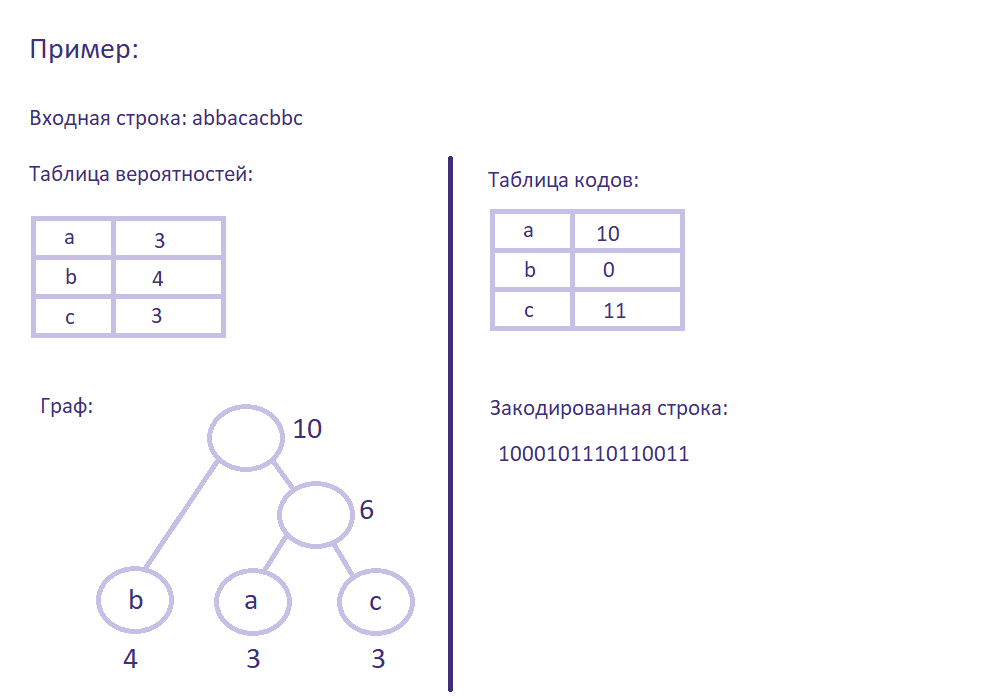 Пример:
Входная строка: abbacacbbc
Таблица вероятностей:
a 3
b 4
c 3
Граф:
10
6
b a c
4 3 3
Таблица кодов:
a 10
b 0
c 11
Закодированная строка:
1000101110110011